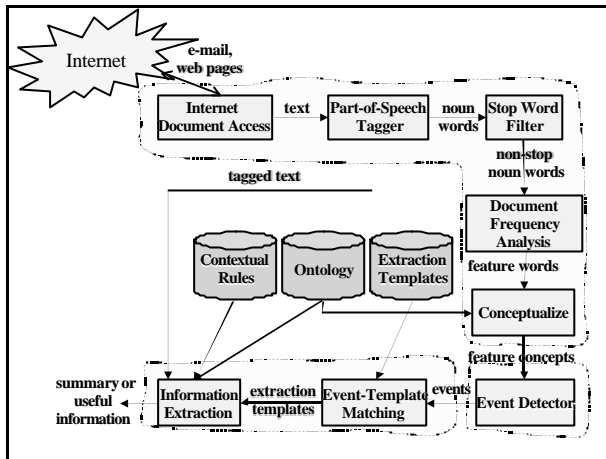 e-mail,
web pages
Internet
Internet
Document Access
text
Part-of-Speech
Tagger
noun
words
Stop Word
Filter
non-stop
noun words
tagged text
Document
Frequency
Analysis
Contextual
Rules
Ontology
Extraction
Templates
feature words
Conceptualize
feature concepts
summary or
useful
information
Information
Extraction
extraction
templates
Event-Template
Matching
events
Event Detector